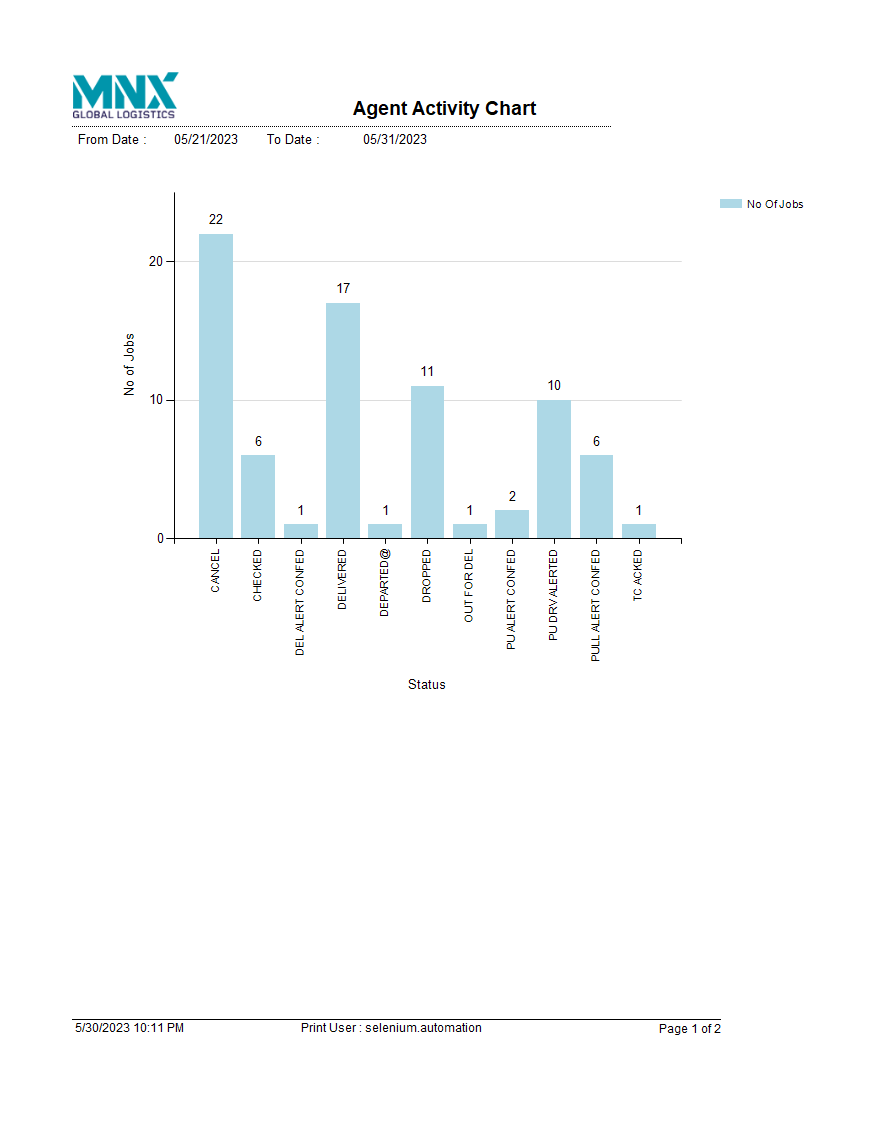 MNX
GLOBAL LOGISTICS
Agent Activity Chart
From Date : 05/21/2023 To Date : 05/31/2023
No Of Jobs
22
20
17
11
10
10
6
6
2
1
1
1
1
0
No of Jobs
CANCEL
CHECKED
DEL ALERT CONFED
DELIVERED
DEPARTED@
DROPPED
OUT FOR DEL
PU ALERT CONFED
PU DRV ALERTED
PULL ALERT CONFED
TC ACKED
Status
5/30/2023 10:11 PM Print User : selenium.automation Page 1 of 2